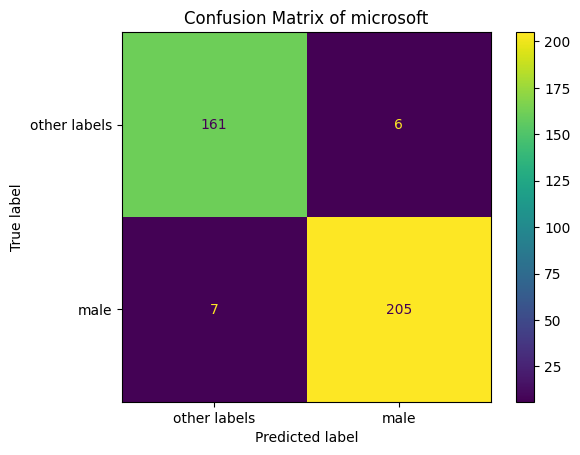 Confusion Matrix of microsoft
200
175
other labels
161
6
150
125
True label
100
75
male
7
205
50
25
other labels
male
Predicted label